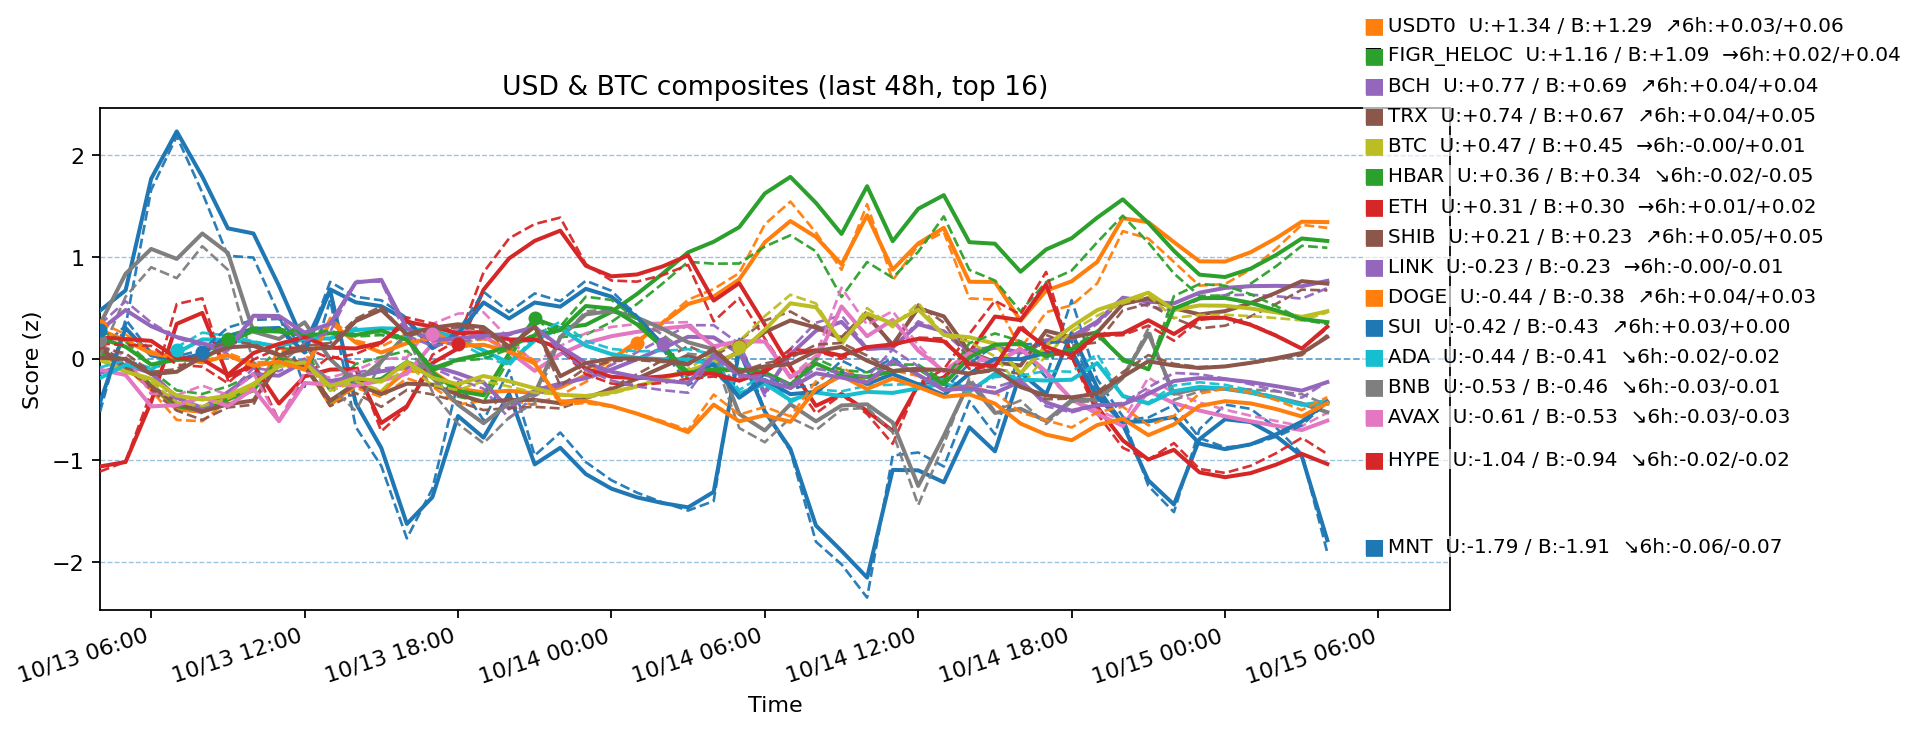 USD & BTC composites (last 48h, top 16)
USDT0 U:+1.34 / B:+1.29 ↗6h:+0.03/+0.06
FIGR_HELOC U:+1.16 / B:+1.09 →6h:+0.02/+0.04
BCH U:+0.77 / B:+0.69 ↗6h:+0.04/+0.04
TRX U:+0.74 / B:+0.67 ↗6h:+0.04/+0.05
BTC U:+0.47 / B:+0.45 →6h:-0.00/+0.01
HBAR U:+0.36 / B:+0.34 ↘6h:-0.02/-0.05
ETH U:+0.31 / B:+0.30 →6h:+0.01/+0.02
SHIB U:+0.21 / B:+0.23 ↗6h:+0.05/+0.05
LINK U:-0.23 / B:-0.23 →6h:-0.00/-0.01
DOGE U:-0.44 / B:-0.38 ↗6h:+0.04/+0.03
SUI U:-0.42 / B:-0.43 ↗6h:+0.03/+0.00
ADA U:-0.44 / B:-0.41 ↘6h:-0.02/-0.02
BNB U:-0.53 / B:-0.46 ↘6h:-0.03/-0.01
AVAX U:-0.61 / B:-0.53 ↘6h:-0.03/-0.03
HYPE U:-1.04 / B:-0.94 ↘6h:-0.02/-0.02
MNT U:-1.79 / B:-1.91 ↘6h:-0.06/-0.07
Score (z)
2
1
0
−1
−2
10/13 06:00
10/13 12:00
10/13 18:00
10/14 00:00
10/14 06:00
10/14 12:00
10/14 18:00
10/15 00:00
10/15 06:00
Time